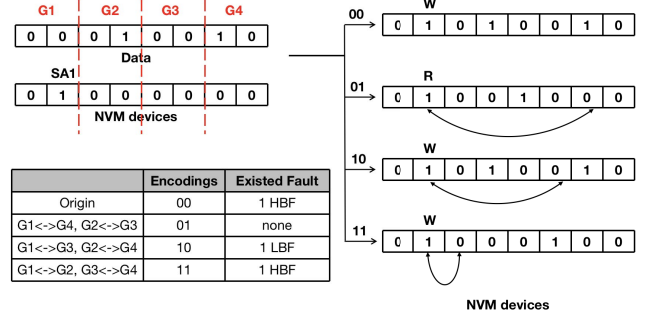 G1 G2 G3 G4
0 0 0 1 0 0 1 0
Data
SA1
0 1 0 0 0 0 0 0
NVM devices
Encodings Existed Fault
Origin 00 1 HBF
G1<->G4, G2<->G3 01 none
G1<->G3, G2<->G4 10 1 LBF
G1<->G2, G3<->G4 11 1 HBF
W
00
0 1 0 1 0 0 1 0
R
01
0 1 0 0 1 0 0 0
W
10
0 1 0 1 0 0 1 0
W
11
0 1 0 0 0 1 0 0
NVM devices